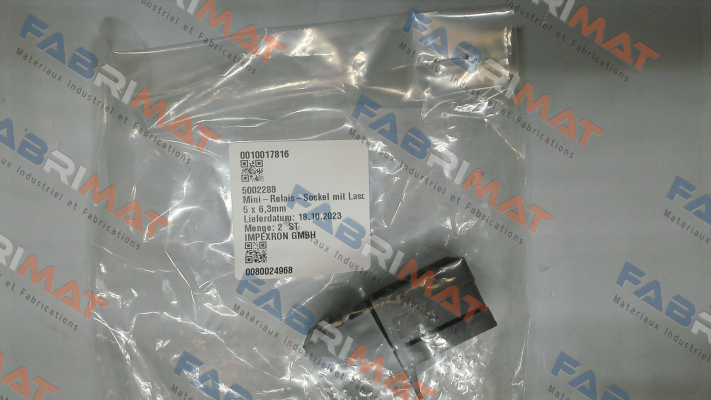 0010017816
5002288
Mini-Relais-Sockel mit Lasc
5 x 6,3mm
Lieferdatum: 18.10.2023
Menge: 2 ST
IMPEXRON GMBH
0080024968
FABRIMAT
Materiaux Industriel et Fabrications